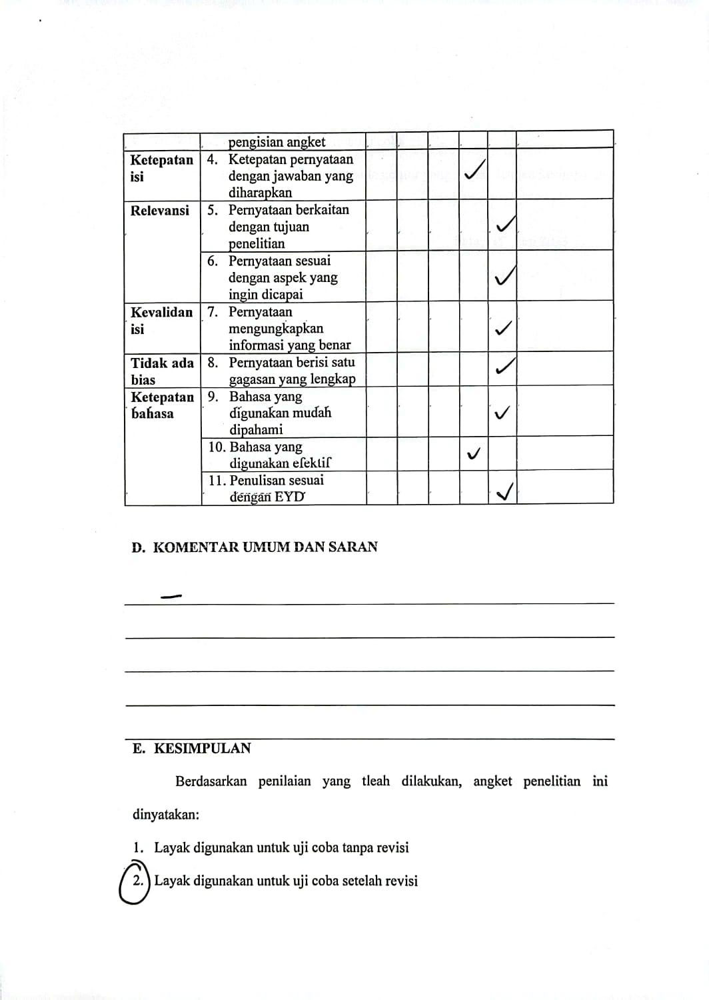 pengisian angket
Ketepatan 4. Ketepatan pernyataan
isi dengan jawaban yang
diharapkan
Relevansi 5. Pernyataan berkaitan
dengan tujuan
penelitian
6. Pernyataan sesuai
dengan aspek yang
ingin dicapai
Kevalidan 7. Pernyataan
isi mengungkapkan
informasi yang benar
Tidak ada 8. Pernyataan berisi satu
bias gagasan yang lengkap
Ketepatan 9. Bahasa yang
bahasa digunakan mudah
dipahami
10. Bahasa yang
digunakan efektif
11. Penulisan sesuai
dengan EYD
D. KOMENTAR UMUM DAN SARAN
E. KESIMPULAN
Berdasarkan penilaian yang tleah dilakukan, angket penelitian ini
dinyatakan:
1. Layak digunakan untuk uji coba tanpa revisi
2. Layak digunakan untuk uji coba setelah revisi